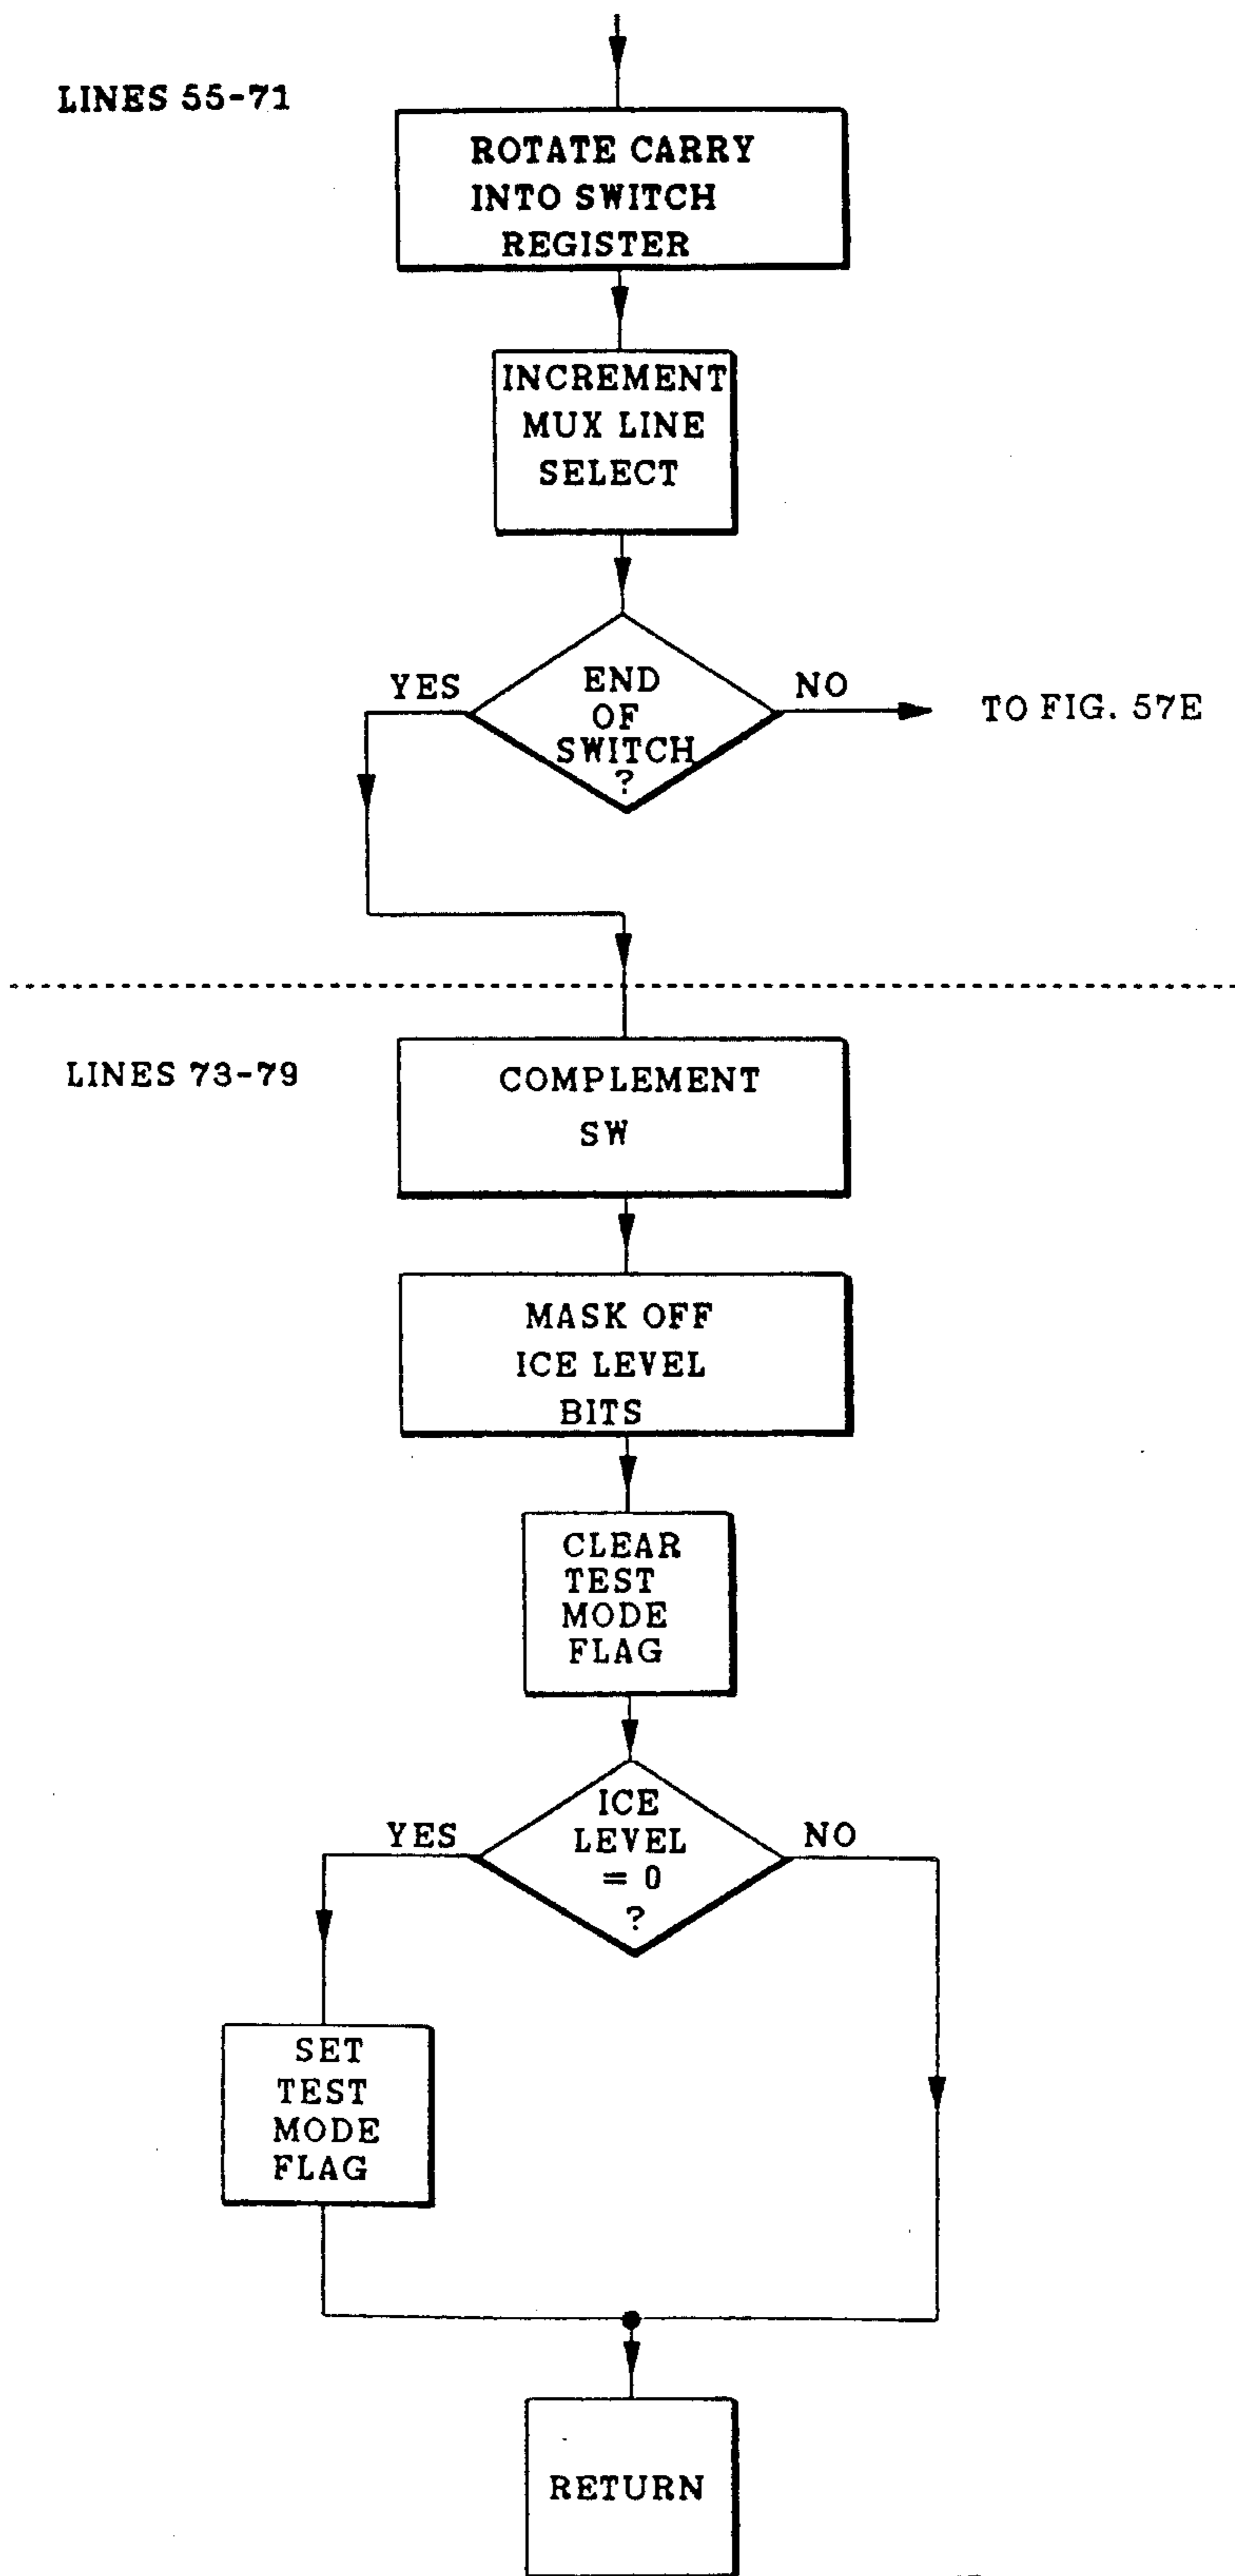 LINES 55-71
ROTATE CARRY
INTO SWITCH
REGISTER
INCREMENT
MUX LINE
SELECT
YES
END
OF
SWITCH
?
NO
TO FIG. 57E
LINES 73-79
COMPLEMENT
SW
MASK OFF
ICE LEVEL
BITS
CLEAR
TEST
MODE
FLAG
YES
ICE
LEVEL
= 0
?
NO
SET
TEST
MODE
FLAG
RETURN